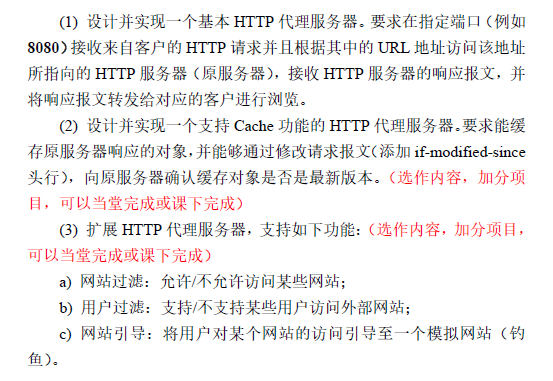 (1) 设计并实现一个基本 HTTP 代理服务器。要求在指定端口（例如
8080）接收来自客户的 HTTP 请求并且根据其中的 URL 地址访问该地址
所指向的 HTTP 服务器（原服务器），接收 HTTP 服务器的响应报文，并
将响应报文转发给对应的客户进行浏览。
(2) 设计并实现一个支持 Cache 功能的 HTTP 代理服务器。要求能缓
存原服务器响应的对象，并能够通过修改请求报文（添加 if-modified-since
头行），向原服务器确认缓存对象是否是最新版本。（选作内容，加分项
目，可以当堂完成或课下完成）
(3) 扩展 HTTP 代理服务器，支持如下功能：（选作内容，加分项目，
可以当堂完成或课下完成）
a) 网站过滤：允许/不允许访问某些网站；
b) 用户过滤：支持/不支持某些用户访问外部网站；
c) 网站引导：将用户对某个网站的访问引导至一个模拟网站（钓
鱼）。